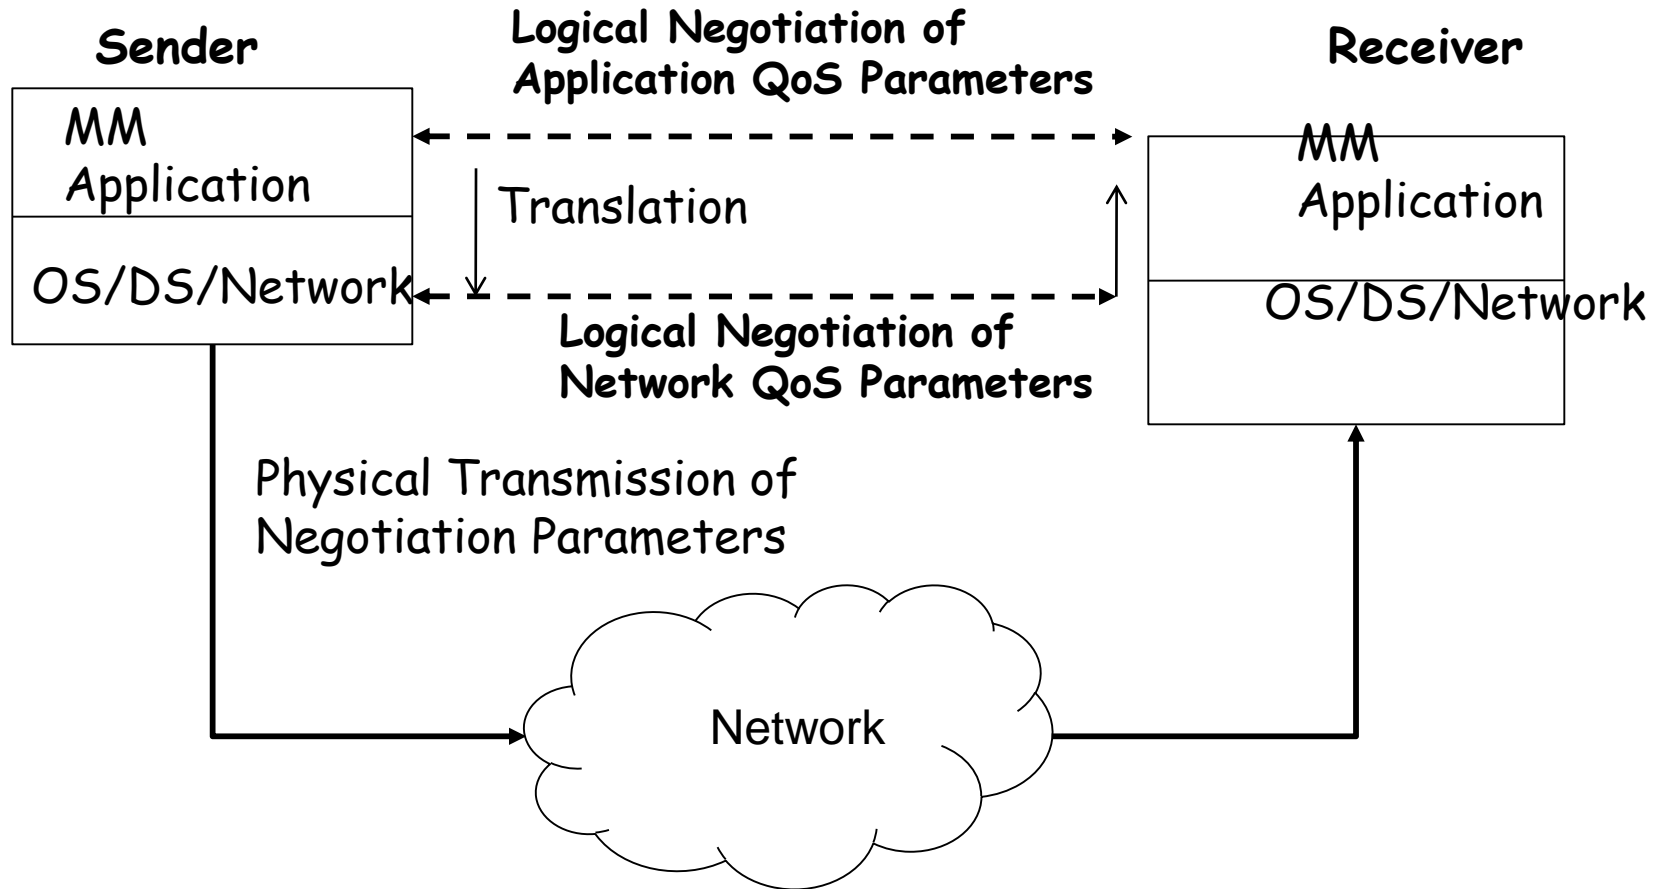 Sender
Logical Negotiation of
Application QoS Parameters
Receiver
MM
Application
MM
Application
Translation
OS/DS/Network
OS/DS/Network
Logical Negotiation of
Network QoS Parameters
Physical Transmission of
Negotiation Parameters
Network